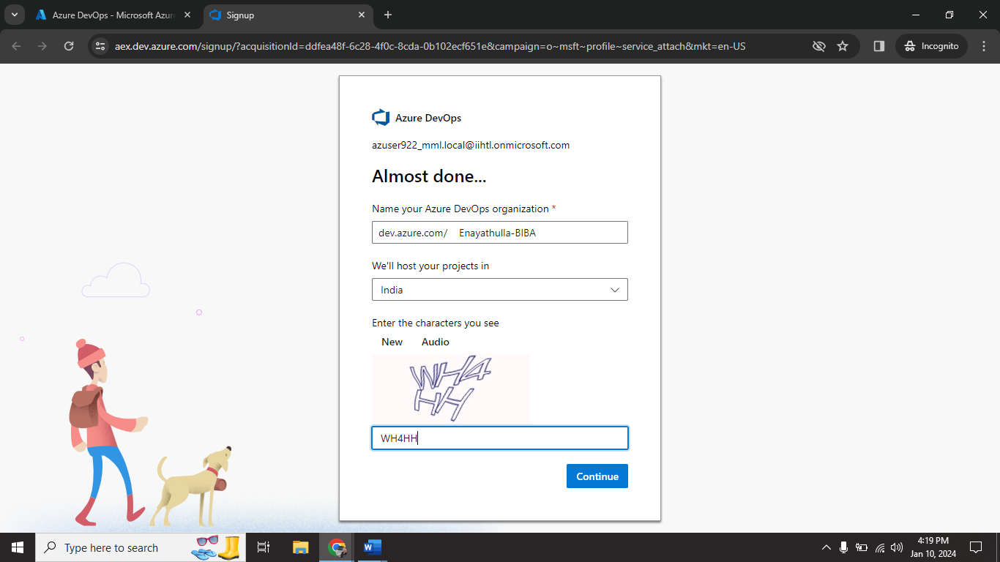 Azure DevOps - Microsoft Azure
Signup
aex.dev.azure.com/signup/?acquisitionId=ddfea48f-6c28-4f0c-8cda-0b102ecf651e&campaign=o~msft~profile~service_attach&mkt=en-US
Incognito
Azure DevOps
azuser922_mml.local@iihtl.onmicrosoft.com
Almost done...
Name your Azure DevOps organization *
dev.azure.com/ Enayathulla-BIBA
We'll host your projects in
India
Enter the characters you see
New Audio
WH4
HH
WH4HH
Continue
Type here to search
4:19 PM
Jan 10, 2024